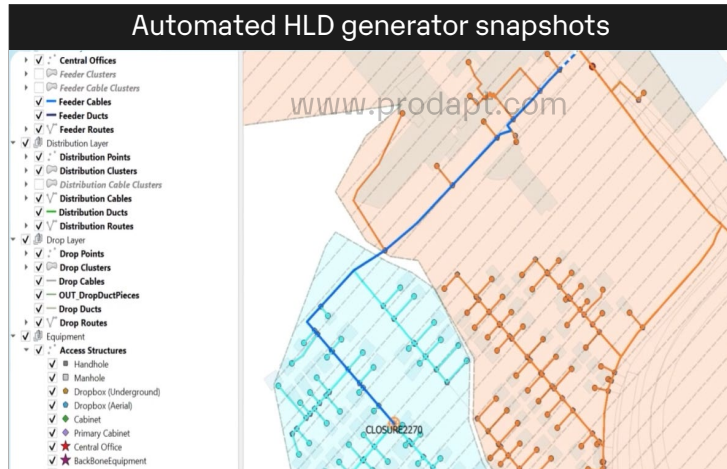 Automated HLD generator snapshots
Central Offices
Feeder Clusters
Feeder Cable Clusters
Feeder Cables
Feeder Ducts
Feeder Routes
Distribution Layer
Distribution Points
Distribution Clusters
Distribution Cable Clusters
Distribution Cables
Distribution Ducts
Distribution Routes
Drop Layer
Drop Points
Drop Clusters
Drop Cables
OUT_DropDuctPieces
Drop Ducts
Drop Routes
Equipment
Access Structures
Handhole
Manhole
Dropbox (Underground)
Dropbox (Aerial)
Cabinet
Primary Cabinet
Central Office
BackBoneEquipment
www.prodapt.com
CLOSURE2270